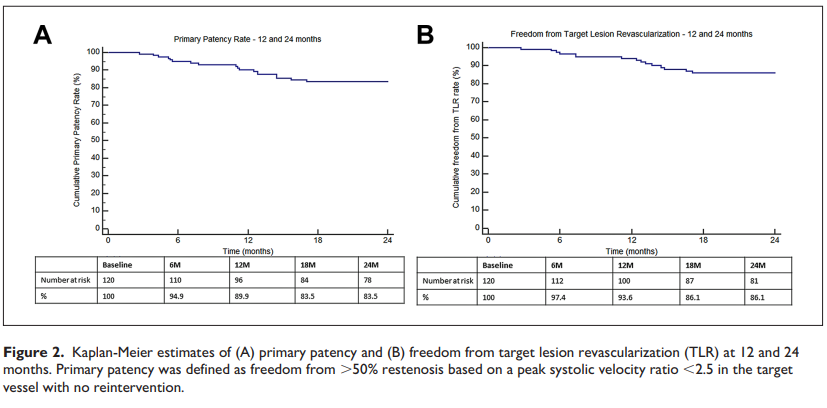 A
Primary Patency Rate - 12 and 24 months
Cumulative Primary Patency Rate (%)
100
90
80
70
60
50
40
30
20
10
0
0 6 12 18 24
Time (months)
Baseline 6M 12M 18M 24M
Number at risk 120 110 96 84 78
% 100 94.9 89.9 83.5 83.5
B
Freedom from Target Lesion Revascularization - 12 and 24 months
Cumulative freedom from TLR rate (%)
100
90
80
70
60
50
40
30
20
10
0
0 6 12 18 24
Time (months)
Baseline 6M 12M 18M 24M
Number at risk 120 112 100 87 81
% 100 97.4 93.6 86.1 86.1
Figure 2. Kaplan-Meier estimates of (A) primary patency and (B) freedom from target lesion revascularization (TLR) at 12 and 24
months. Primary patency was defined as freedom from >50% restenosis based on a peak systolic velocity ratio <2.5 in the target
vessel with no reintervention.